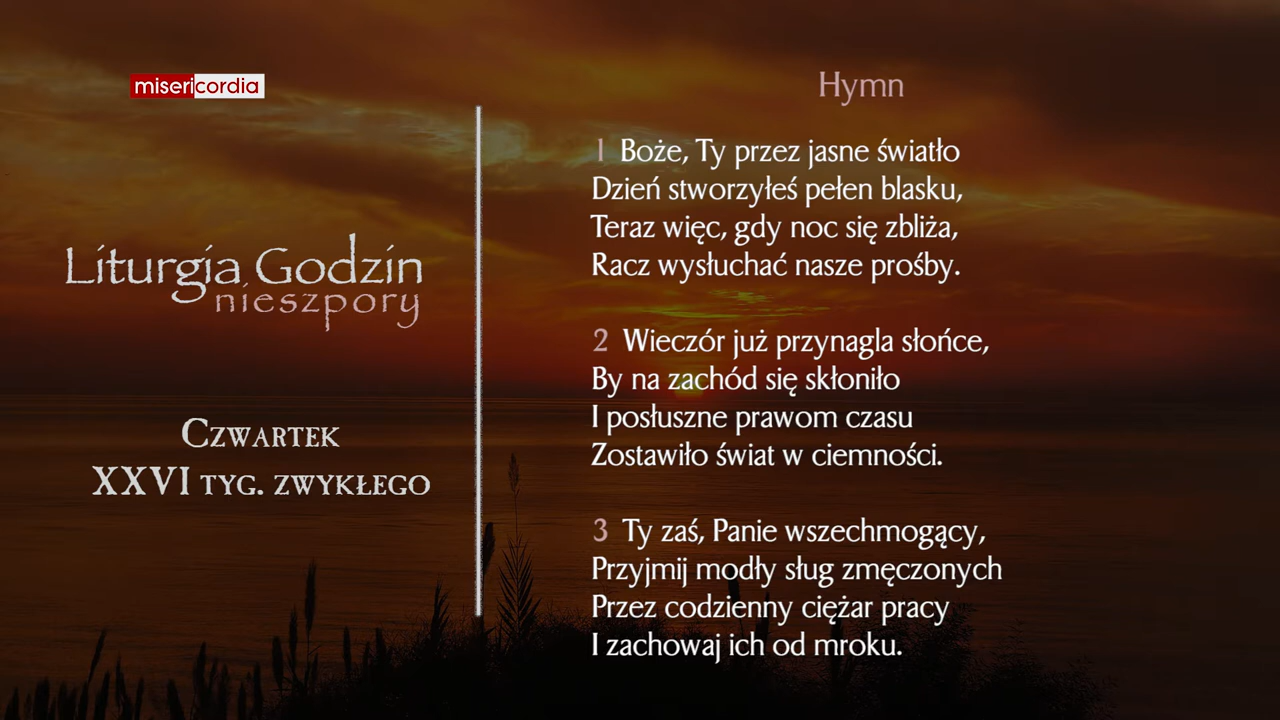 misericordia
Liturgia Godzin
nieszpory
Czwartek
XXVI tyg. zwykłego
Hymn
1 Boże, Ty przez jasne światło
Dzień stworzyłeś pełen blasku,
Teraz więc, gdy noc się zbliża,
Racz wysłuchać nasze prośby.
2 Wieczór już przynagla słońce,
By na zachód się skłoniło
I posłuszne prawom czasu
Zostawiło świat w ciemności.
3 Ty zaś, Panie wszechmogący,
Przyjmij modły sług zmęczonych
Przez codzienny ciężar pracy
I zachowaj ich od mroku.